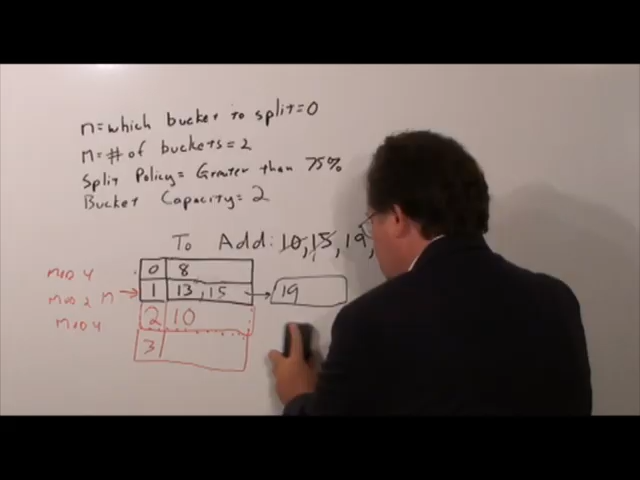 n=which bucket to split=0
M=# of buckets=2
Split Policy= Greater than 75%
Bucket Capacity= 2
To Add: 10,15,19,
mod 4 0 8
mod 2 n → 1 13,15 → 19
mod 4 2 10
3